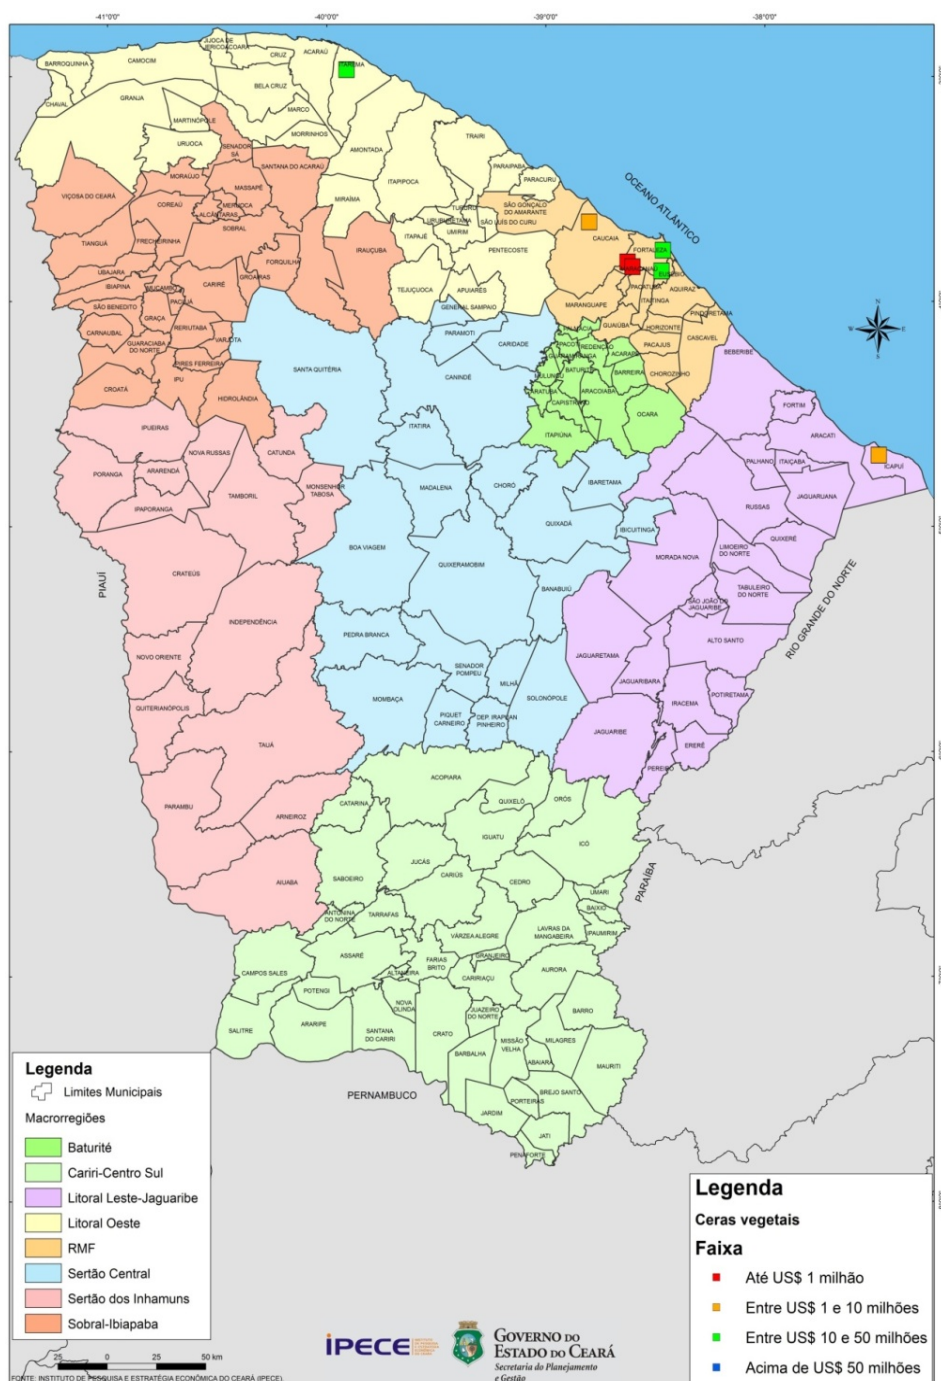 -41°0'0"
-40°0'0"
-39°0'0"
-38°0'0"
JIJOCA DE
JERICOACOARA
CRUZ
ACARAÚ
ITAREMA
BARROQUINHA
CAMOCIM
BELA CRUZ
CHAVAL
GRANJA
MARCO
MARTINÓPOLE
MORRINHOS
URUOCA
SENADOR
SÁ
AMONTADA
TRAIRI
SANTANA DO ACARAÚ
MORAÚJO
MASSAPÊ
ITAPIPOCA
PARAIPABA
PARACURU
OCEANO ATLÂNTICO
VIÇOSA DO CEARÁ
COREAÚ
MERUOCA
ALCÂNTARAS
MIRAÍMA
TURURU
SÃO GONÇALO
DO AMARANTE
SOBRAL
URUBURETAMA
SÃO LUÍS DO CURU
UMIRIM
CAUCAIA
TIANGUÁ
FRECHEIRINHA
ITAPAJÉ
FORTALEZA
IRAUÇUBA
PENTECOSTE
FORQUILHA
UBAJARA
MUCAMBO
IBIAPINA
CARIRÉ
GROAÍRAS
EUSÉBIO
PACATUBA
AQUIRAZ
TEJUÇUOCA
APUIARÉS
ITAITINGA
SÃO BENEDITO
PACUJÁ
GENERAL SAMPAIO
MARANGUAPE
PINDORETAMA
GRAÇA
RERIUTABA
PALMÁCIA
GUAIÚBA
HORIZONTE
CARNAUBAL
GUARACIABA
DO NORTE
VARJOTA
PARAMOTI
CARIDADE
PACOTI
REDENÇÃO
PACAJUS
CASCAVEL
GUARAMIRANGA
ACARAPE
BEBERIBE
PIRES FERREIRA
SANTA QUITÉRIA
MULUNGU
BATURITÉ
BARREIRA
CHOROZINHO
IPU
CANINDÉ
ARATUBA
ARACOIABA
CROATÁ
HIDROLÂNDIA
CAPISTRANO
FORTIM
OCARA
ITAPIÚNA
ARACATI
IPUEIRAS
ITATIRA
NOVA RUSSAS
CATUNDA
PALHANO
ITAIÇABA
ICAPUÍ
PORANGA
ARARENDÁ
MADALENA
CHORÓ
IBARETAMA
MONSENHOR
TABOSA
TAMBORIL
JAGUARUANA
IPAPORANGA
RUSSAS
QUIXADÁ
IBICUITINGA
QUIXERÉ
BOA VIAGEM
LIMOEIRO
DO NORTE
MORADA NOVA
QUIXERAMOBIM
CRATEÚS
PIAUÍ
BANABUIÚ
TABULEIRO
DO NORTE
SÃO JOÃO DO
JAGUARIBE
RIO GRANDE DO NORTE
INDEPENDÊNCIA
PEDRA BRANCA
ALTO SANTO
NOVO ORIENTE
JAGUARETAMA
SENADOR
POMPEU
MILHÃ
JAGUARIBARA
POTIRETAMA
MOMBAÇA
SOLONÓPOLE
IRACEMA
QUITERIANÓPOLIS
PIQUET
CARNEIRO
DEP. IRAPUAN
PINHEIRO
JAGUARIBE
TAUÁ
ERERÊ
PEREIRO
ACOPIARA
PARAMBU
CATARINA
QUIXELÔ
ORÓS
ARNEIROZ
IGUATU
ICÓ
JUCÁS
AIUABA
SABOEIRO
CARIÚS
CEDRO
PARAÍBA
UMARI
BAIXIO
ANTONINA
DO NORTE
TARRAFAS
LAVRAS DA
MANGABEIRA
IPAUMIRIM
VÁRZEA ALEGRE
ASSARÉ
GRANJEIRO
FARIAS
BRITO
CAMPOS SALES
ALTANEIRA
CARIRIAÇU
AURORA
POTENGI
NOVA
OLINDA
JUAZEIRO
DO NORTE
BARRO
SALITRE
ARARIPE
SANTANA
DO CARIRI
CRATO
MISSÃO
VELHA
MILAGRES
BARBALHA
ABAIARA
MAURITI
PERNAMBUCO
BREJO SANTO
PORTEIRAS
JARDIM
JATI
PENAFORTE
N
W
E
S
Legenda
Limites Municipais
Macrorregiões
Baturité
Cariri-Centro Sul
Litoral Leste-Jaguaribe
Litoral Oeste
RMF
Sertão Central
Sertão dos Inhamuns
Sobral-Ibiapaba
25
0
25
50 km
FONTE: INSTITUTO DE PESQUISA E ESTRATÉGIA ECONÔMICA DO CEARÁ (IPECE).
IPECE
GOVERNO DO
ESTADO DO CEARÁ
Secretaria do Planejamento
e Gestão
Legenda
Ceras vegetais
Faixa
Até US$ 1 milhão
Entre US$ 1 e 10 milhões
Entre US$ 10 e 50 milhões
Acima de US$ 50 milhões